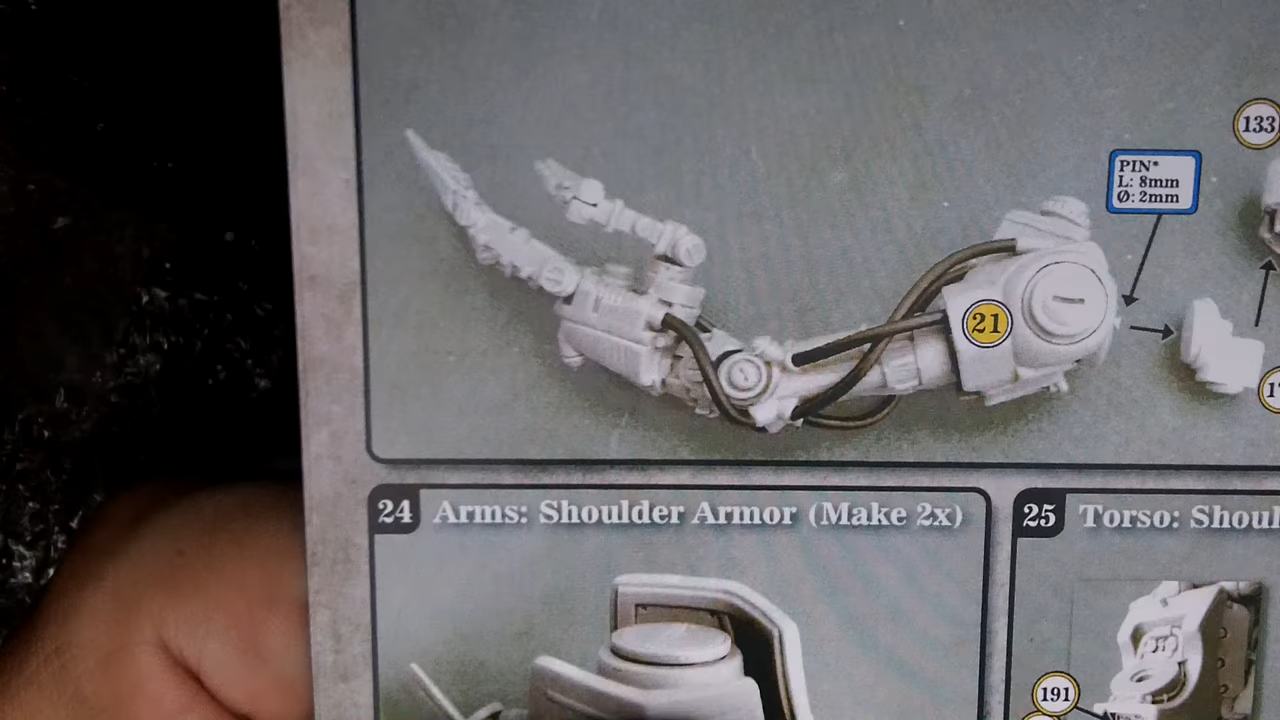 133
PIN*
L: 8mm
Ø: 2mm
21
24 Arms: Shoulder Armor (Make 2x)
25 Torso: Shoul
191